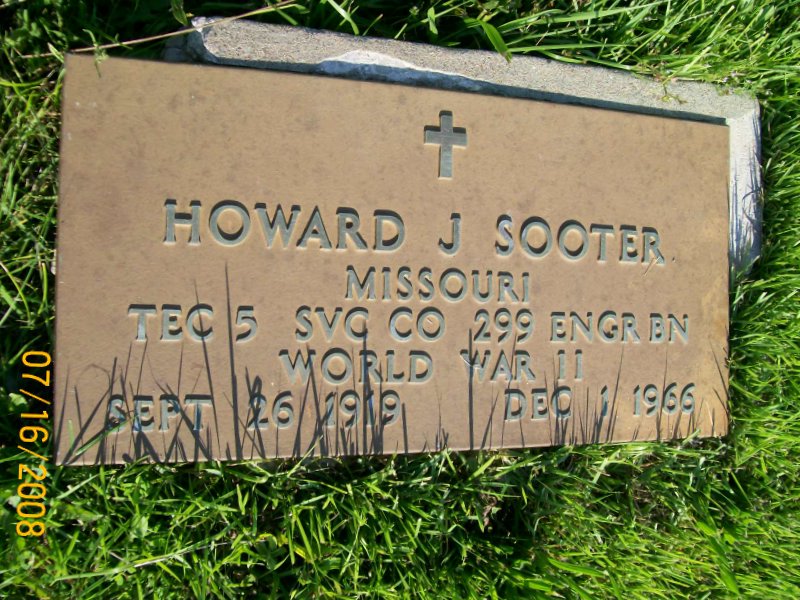 HOWARD J SOOTER
MISSOURI
TEC 5 SVC CO 299 ENGR BN
WORLD WAR II
SEPT 26 1919 DEC 1 1966
07/16/2008